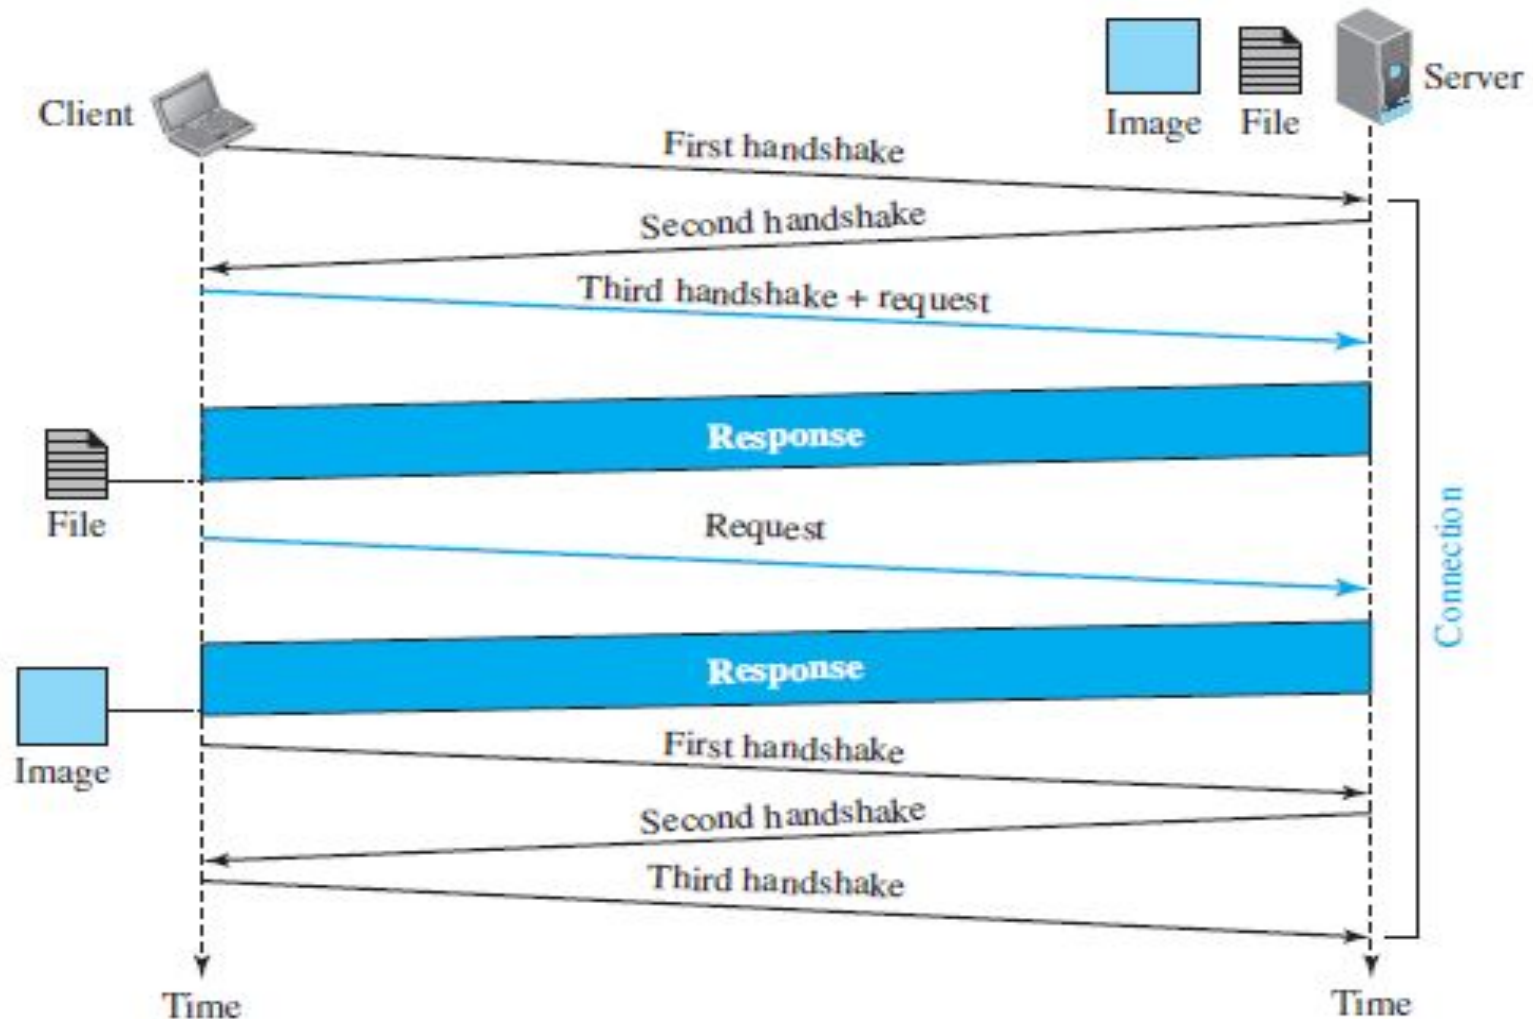 Client
Image
File
Server
First handshake
Second handshake
Third handshake + request
Response
File
Request
Connection
Response
Image
First handshake
Second handshake
Third handshake
Time
Time